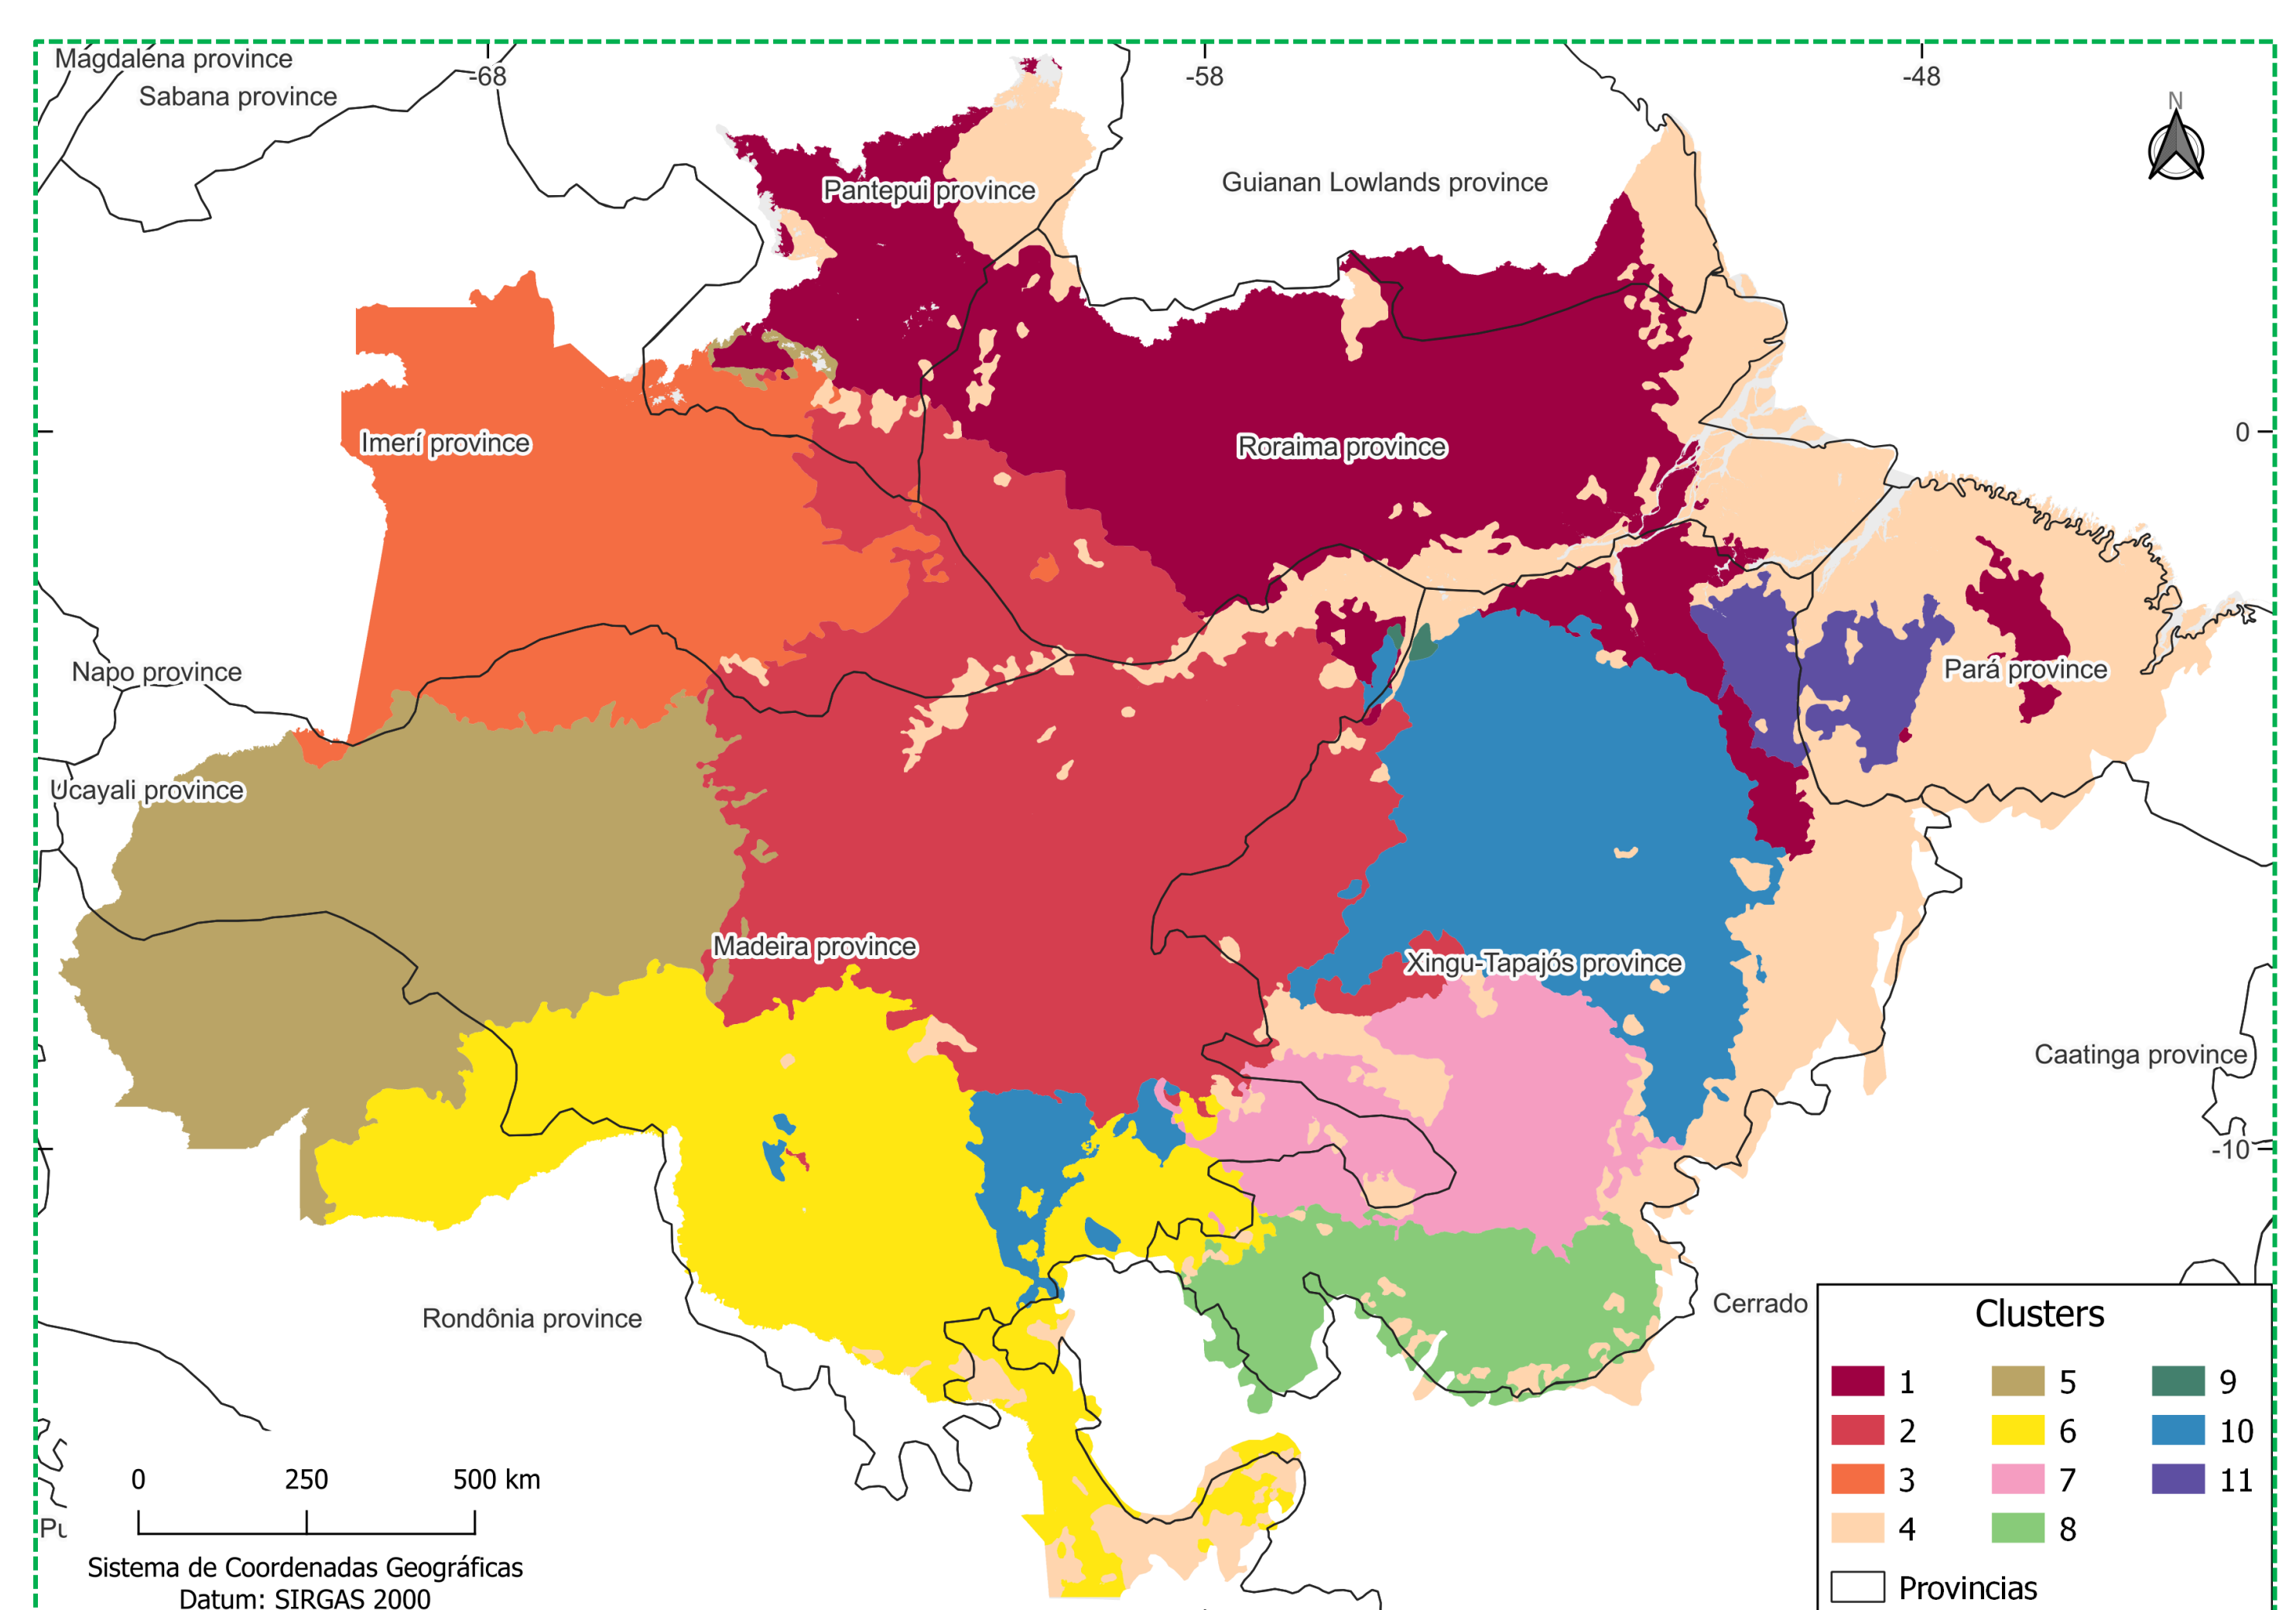 Magdalena province
-68
-58
-48
Sabana province
N
Pantepui province
Guianan Lowlands province
Imerí province
Roraima province
0
Napo province
Pará province
Ucayali province
Madeira province
Xingu-Tapajós province
Caatinga province
-10
Rondônia province
Cerrado
Clusters
1
5
9
2
6
10
3
7
11
4
8
Provincias
0
250
500 km
Pu
Sistema de Coordenadas Geográficas
Datum: SIRGAS 2000